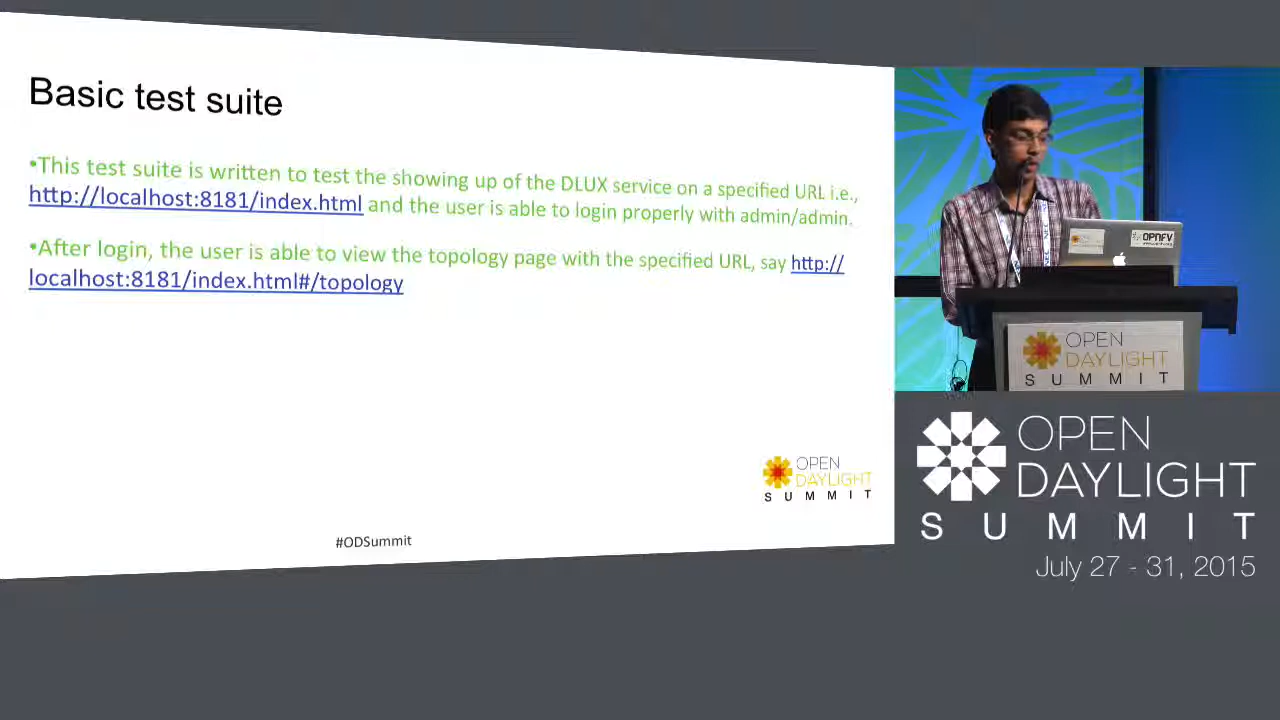 Basic test suite
•This test suite is written to test the showing up of the DLUX service on a specified URL i.e.,
http://localhost:8181/index.html and the user is able to login properly with admin/admin.
•After login, the user is able to view the topology page with the specified URL, say http://
localhost:8181/index.html#/topology
OPEN
DAYLIGHT
SUMMIT
#ODSummit
OPNFV
OPEN
DAYLIGHT
SUMMIT
OPEN
DAYLIGHT
SUMMIT
July 27 - 31, 2015